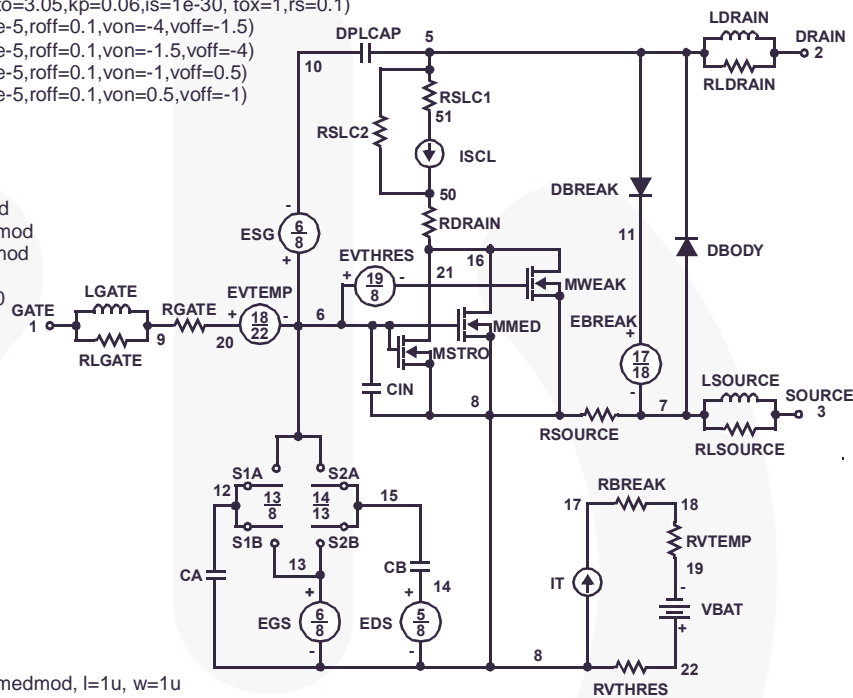 to=3.05,kp=0.06,is=1e-30, tox=1,rs=0.1)
e-5,roff=0.1,von=-4,voff=-1.5)
e-5,roff=0.1,von=-1.5,voff=-4)
e-5,roff=0.1,von=-1,voff=0.5)
e-5,roff=0.1,von=0.5,voff=-1)
LDRAIN
DPLCAP
5
DRAIN
2
10
RLDRAIN
RSLC1
51
RSLC2
ISCL
50
DBREAK
RDRAIN
d
mod
mod
0
ESG
6
8
-
+
11
DBODY
EVTHRES
16
21
+
19
8
-
MWEAK
LGATE
GATE
1
RLGATE
9
RGATE
EVTEMP
20
+
18
22
-
6
MMED
MSTRO
EBREAK
+
17
18
-
CIN
8
LSOURCE
SOURCE
3
7
RSOURCE
RLSOURCE
.
S1A
S2A
12
13
8
14
13
15
S1B
S2B
13
CA
CB
14
+
EGS
6
8
-
+
EDS
5
8
-
RBREAK
17
18
RVTEMP
19
IT
-
VBAT
+
8
22
RVTHRES
medmod, l=1u, w=1u